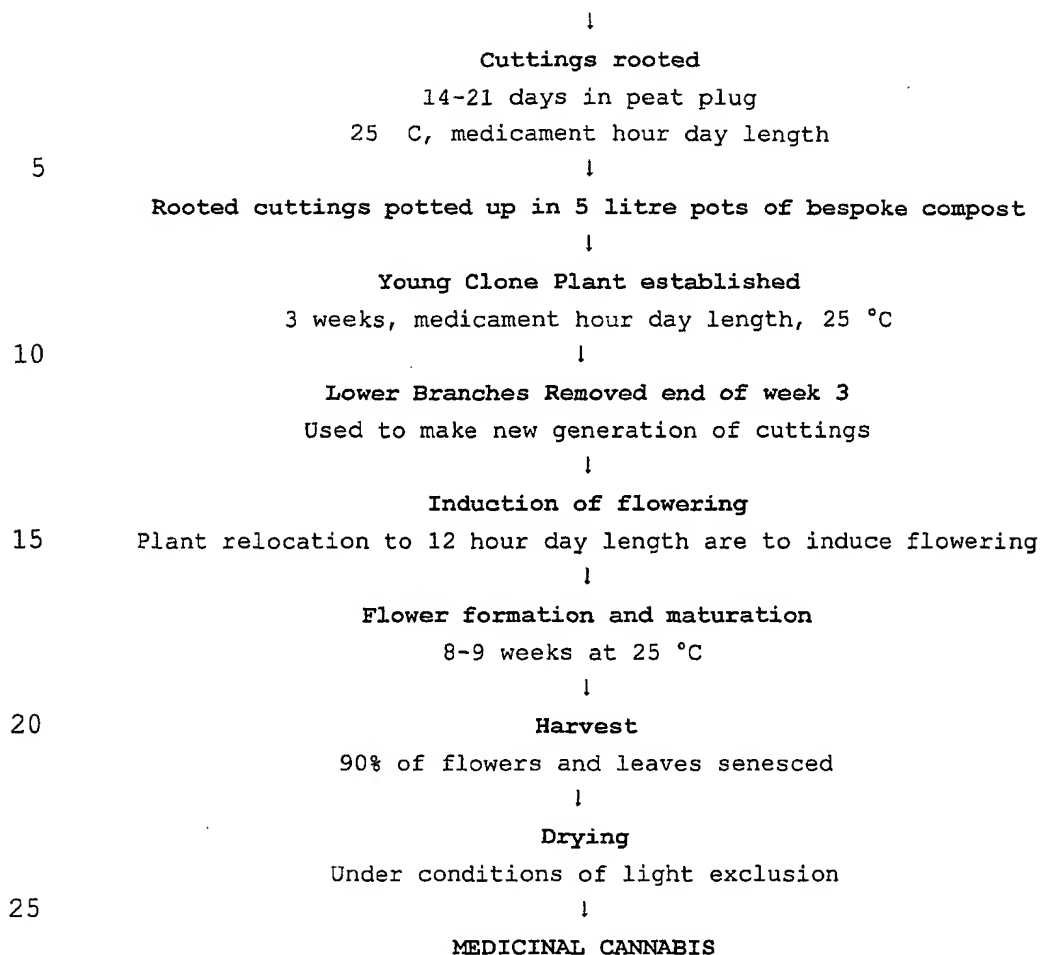 ↓
Cuttings rooted
14-21 days in peat plug
25 C, medicament hour day length
5 ↓
Rooted cuttings potted up in 5 litre pots of bespoke compost
↓
Young Clone Plant established
3 weeks, medicament hour day length, 25 °C
10 ↓
Lower Branches Removed end of week 3
Used to make new generation of cuttings
↓
Induction of flowering
15 Plant relocation to 12 hour day length are to induce flowering
↓
Flower formation and maturation
8-9 weeks at 25 °C
↓
20 Harvest
90% of flowers and leaves senesced
↓
Drying
Under conditions of light exclusion
25 ↓
MEDICINAL CANNABIS